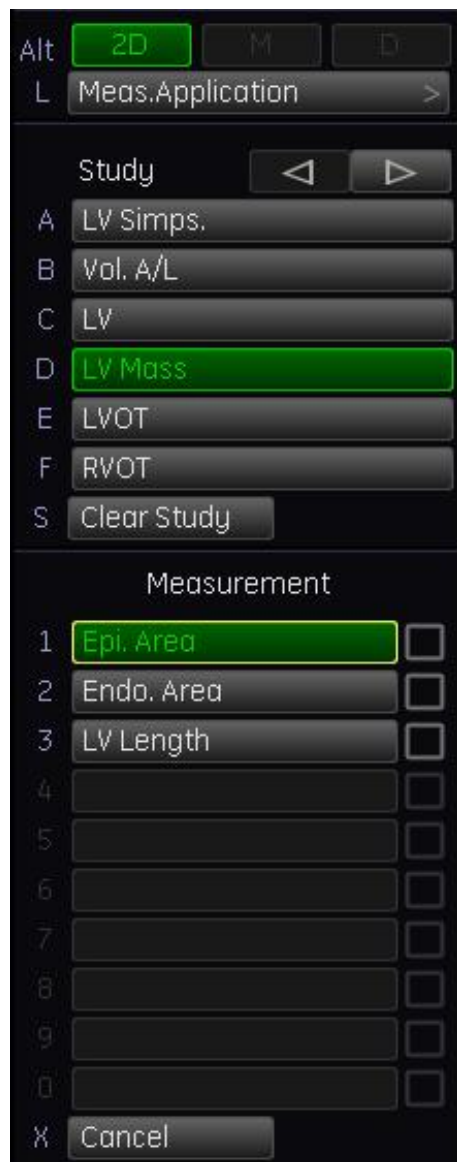 Alt 2D M D
L Meas.Application >
Study
A LV Simps.
B Vol. A/L
C LV
D LV Mass
E LVOT
F RVOT
S Clear Study
Measurement
1 Epi. Area
2 Endo. Area
3 LV Length
4
5
6
7
8
9
0
X Cancel